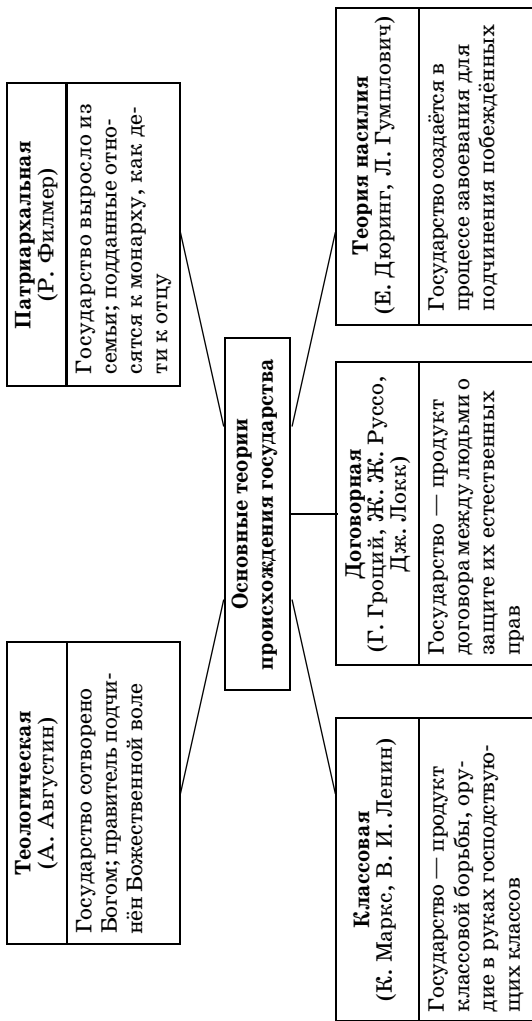 Теологическая
(А. Августин)
Государство сотворено
Богом; правитель подчи-
нён Божественной воле
Патриархальная
(Р. Филмер)
Государство выросло из
семьи; подданные отно-
сятся к монарху, как де-
ти к отцу
Основные теории
происхождения государства
Классовая
(К. Маркс, В. И. Ленин)
Государство — продукт
классовой борьбы, ору-
дие в руках господствую-
щих классов
Договорная
(Г. Гроций, Ж. Ж. Руссо,
Дж. Локк)
Государство — продукт
договора между людьми о
защите их естественных
прав
Теория насилия
(Е. Дюринг, Л. Гумплович)
Государство создаётся в
процессе завоевания для
подчинения побеждённых